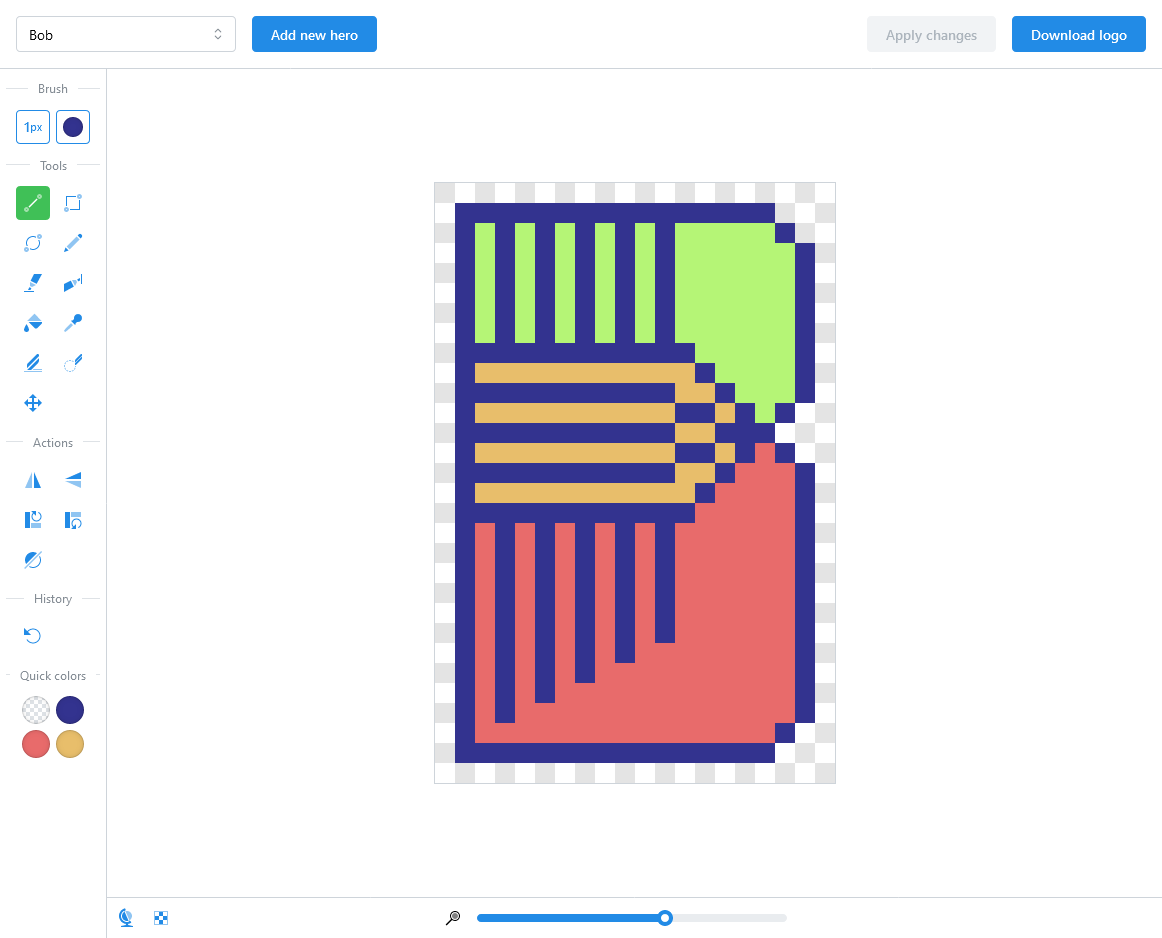 Bob
Add new hero
Apply changes
Download logo
Brush
1px
Tools
Actions
History
Quick colors